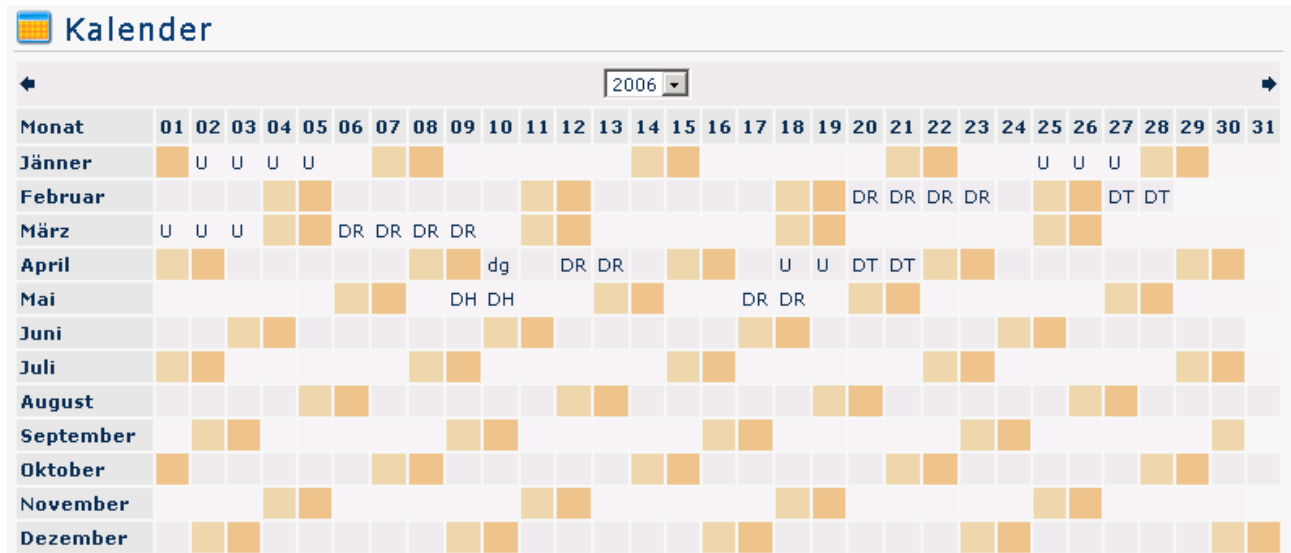 Kalender
2006
Monat 01 02 03 04 05 06 07 08 09 10 11 12 13 14 15 16 17 18 19 20 21 22 23 24 25 26 27 28 29 30 31
Jänner U U U U U U U
Februar DR DR DR DR DT DT
März U U U DR DR DR DR
April dg DR DR U U DT DT
Mai DH DH DR DR
Juni
Juli
August
September
Oktober
November
Dezember